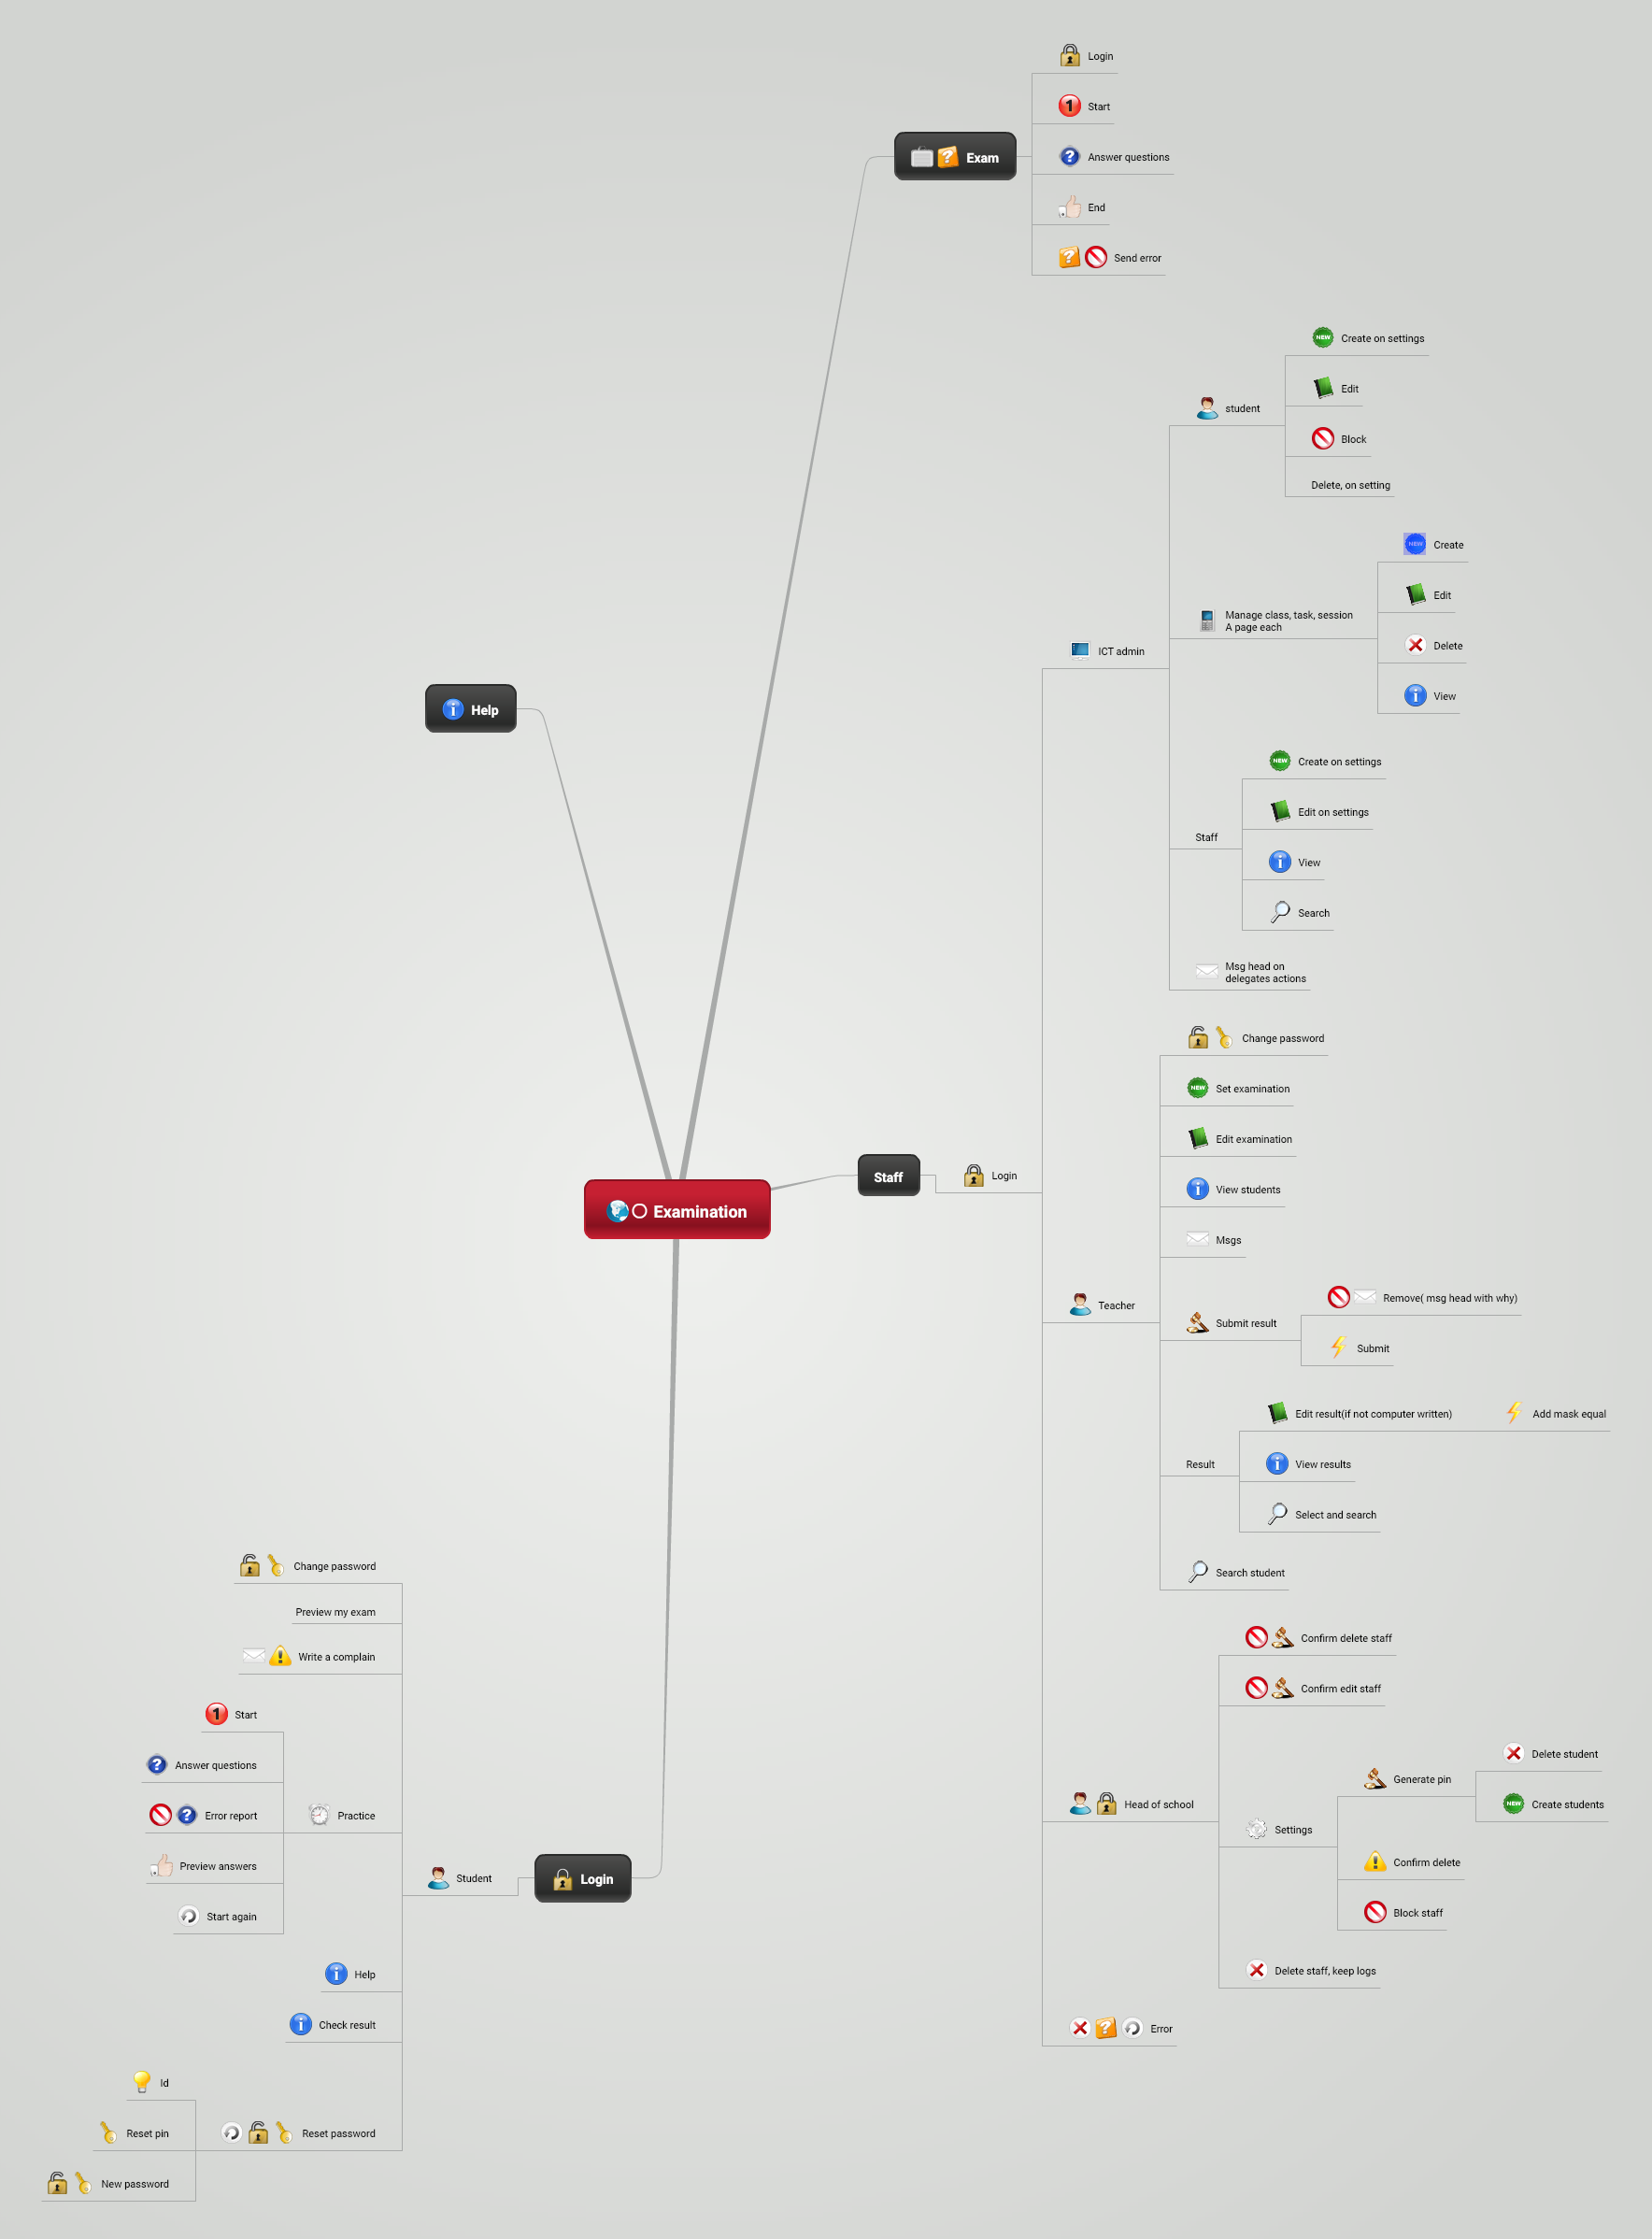 Login
Start
Answer questions
End
Send error
Exam
NEW Create on settings
Edit
Block
Delete, on setting
student
NEW Create
Edit
Delete
View
Manage class, task, session
A page each
NEW Create on settings
Edit on settings
View
Search
Staff
Msg head on
delegates actions
ICT admin
Help
Change password
NEW Set examination
Edit examination
View students
Msgs
Remove( msg head with why)
Submit
Submit result
Edit result(if not computer written)
Add mask equal
View results
Select and search
Result
Search student
Teacher
Staff
Login
Examination
Confirm delete staff
Confirm edit staff
Delete student
NEW Create students
Generate pin
Confirm delete
Block staff
Settings
Delete staff, keep logs
Head of school
Error
Change password
Preview my exam
Write a complain
1 Start
Answer questions
Error report
Preview answers
Start again
Practice
Student
Login
Help
Check result
Id
Reset pin
New password
Reset password